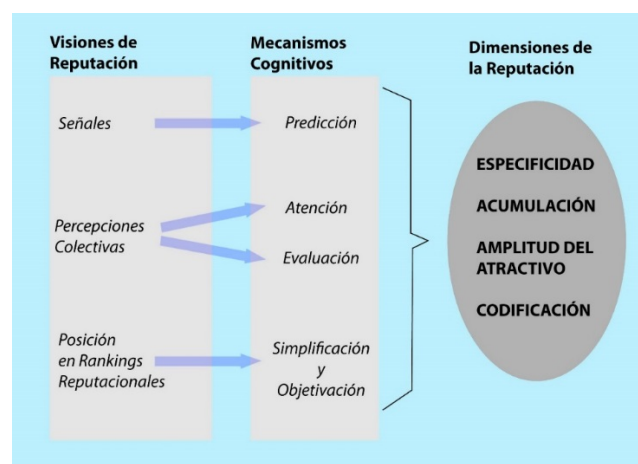 Visiones de
Reputación
Señales
Percepciones
Colectivas
Posición
en Rankings
Reputacionales
Mecanismos
Cognitivos
Predicción
Atención
Evaluación
Simplificación
y
Objetivación
Dimensiones de
la Reputación
ESPECIFICIDAD
ACUMULACIÓN
AMPLITUD DEL
ATRACTIVO
CODIFICACIÓN